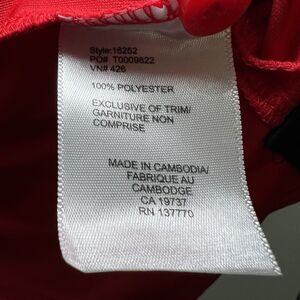 Style:16252
PO# T0009822
VN# 426
100% POLYESTER
EXCLUSIVE OF TRIM/
GARNITURE NON
COMPRISE
MADE IN CAMBODIA/
FABRIQUE AU
CAMBODGE
CA 19737
RN 137770